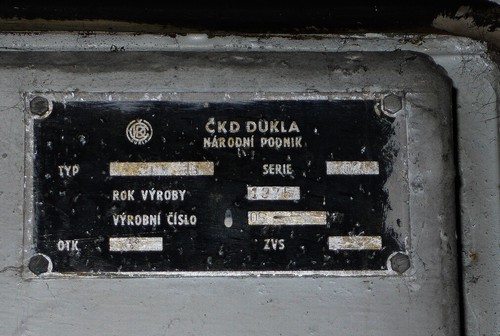 ČKD DUKLA
NÁRODNÍ PODNIK
TYP SERIE
ROK VÝROBY 1975
VÝROBNÍ ČÍSLO
OTK ZVS